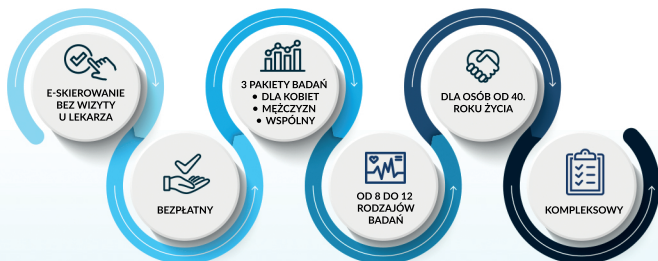 E-SKIEROWANIE
BEZ WIZYTY
U LEKARZA
BEZPŁATNY
3 PAKIETY BADAŃ
• DLA KOBIET
• MĘŻCZYZN
• WSPÓLNY
OD 8 DO 12
RODZAJÓW
BADAŃ
DLA OSÓB OD 40.
ROKU ŻYCIA
KOMPLEKSOWY